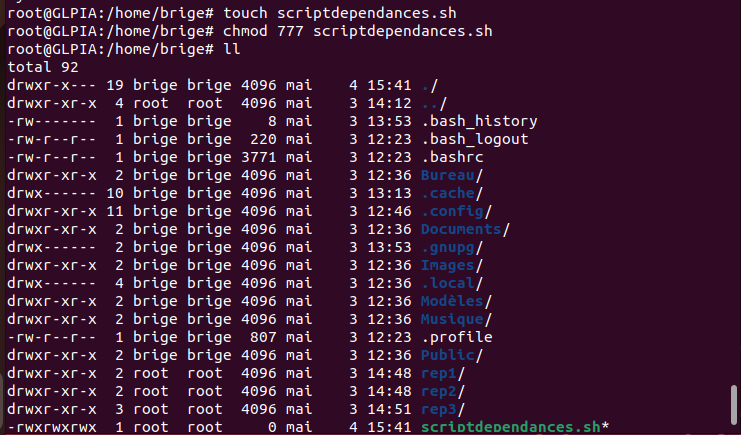 root@GLPIA:/home/brige# touch scriptdependances.sh
root@GLPIA:/home/brige# chmod 777 scriptdependances.sh
root@GLPIA:/home/brige# ll
total 92
drwxr-x--- 19 brige brige 4096 mai    4 15:41 ./
drwxr-xr-x  4 root  root  4096 mai    3 14:12 ../
-rw-------  1 brige brige    8 mai    3 13:53 .bash_history
-rw-r--r--  1 brige brige  220 mai    3 12:23 .bash_logout
-rw-r--r--  1 brige brige 3771 mai    3 12:23 .bashrc
drwxr-xr-x  2 brige brige 4096 mai    3 12:36 Bureau/
drwx------ 10 brige brige 4096 mai    3 13:13 .cache/
drwxr-xr-x 11 brige brige 4096 mai    3 12:46 .config/
drwxr-xr-x  2 brige brige 4096 mai    3 12:36 Documents/
drwx------  2 brige brige 4096 mai    3 13:53 .gnupg/
drwxr-xr-x  2 brige brige 4096 mai    3 12:36 Images/
drwx------  4 brige brige 4096 mai    3 12:36 .local/
drwxr-xr-x  2 brige brige 4096 mai    3 12:36 Modèles/
drwxr-xr-x  2 brige brige 4096 mai    3 12:36 Musique/
-rw-r--r--  1 brige brige  807 mai    3 12:23 .profile
drwxr-xr-x  2 brige brige 4096 mai    3 12:36 Public/
drwxr-xr-x  2 root  root  4096 mai    3 14:48 rep1/
drwxr-xr-x  2 root  root  4096 mai    3 14:48 rep2/
drwxr-xr-x  3 root  root  4096 mai    3 14:51 rep3/
-rwxrwxrwx  1 root  root     0 mai    4 15:41 scriptdependances.sh*